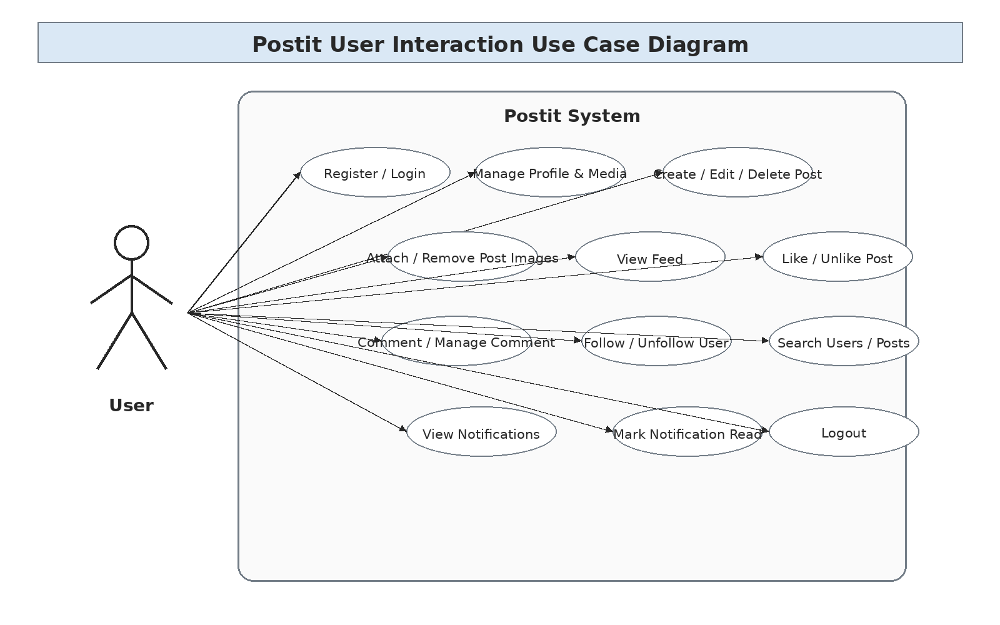 Postit User Interaction Use Case Diagram
Postit System
Register / Login
Manage Profile & Media
Create / Edit / Delete Post
Attach / Remove Post Images
View Feed
Like / Unlike Post
Comment / Manage Comment
Follow / Unfollow User
Search Users / Posts
User
View Notifications
Mark Notification Read
Logout